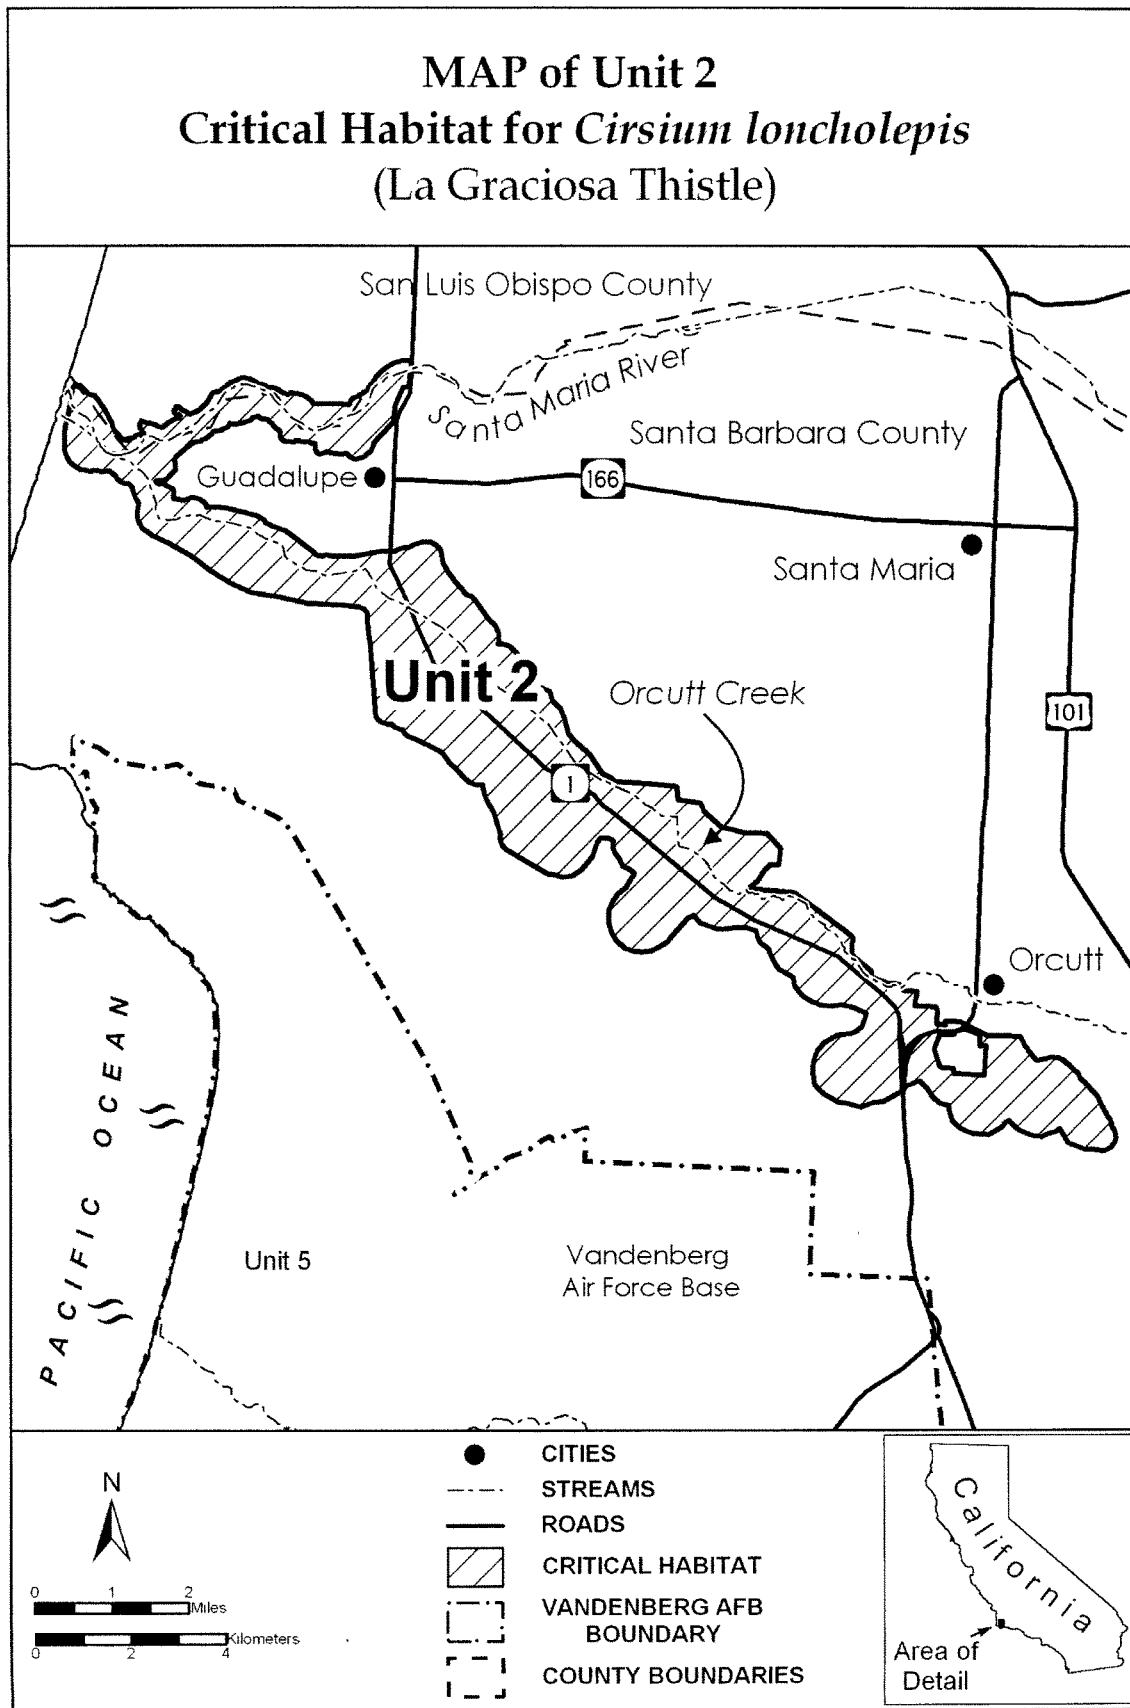 MAP of Unit 2
Critical Habitat for Cirsium loncholepis
(La Graciosa Thistle)
San Luis Obispo County
Santa Maria River
Santa Barbara County
Guadalupe
166
Santa Maria
Unit 2
Orcutt Creek
101
1
Orcutt
PACIFIC OCEAN
Unit 5
Vandenberg
Air Force Base
N
0 1 2
Miles
Kilometers
0 2 4
CITIES
STREAMS
ROADS
CRITICAL HABITAT
VANDENBERG AFB
BOUNDARY
COUNTY BOUNDARIES
California
Area of
Detail